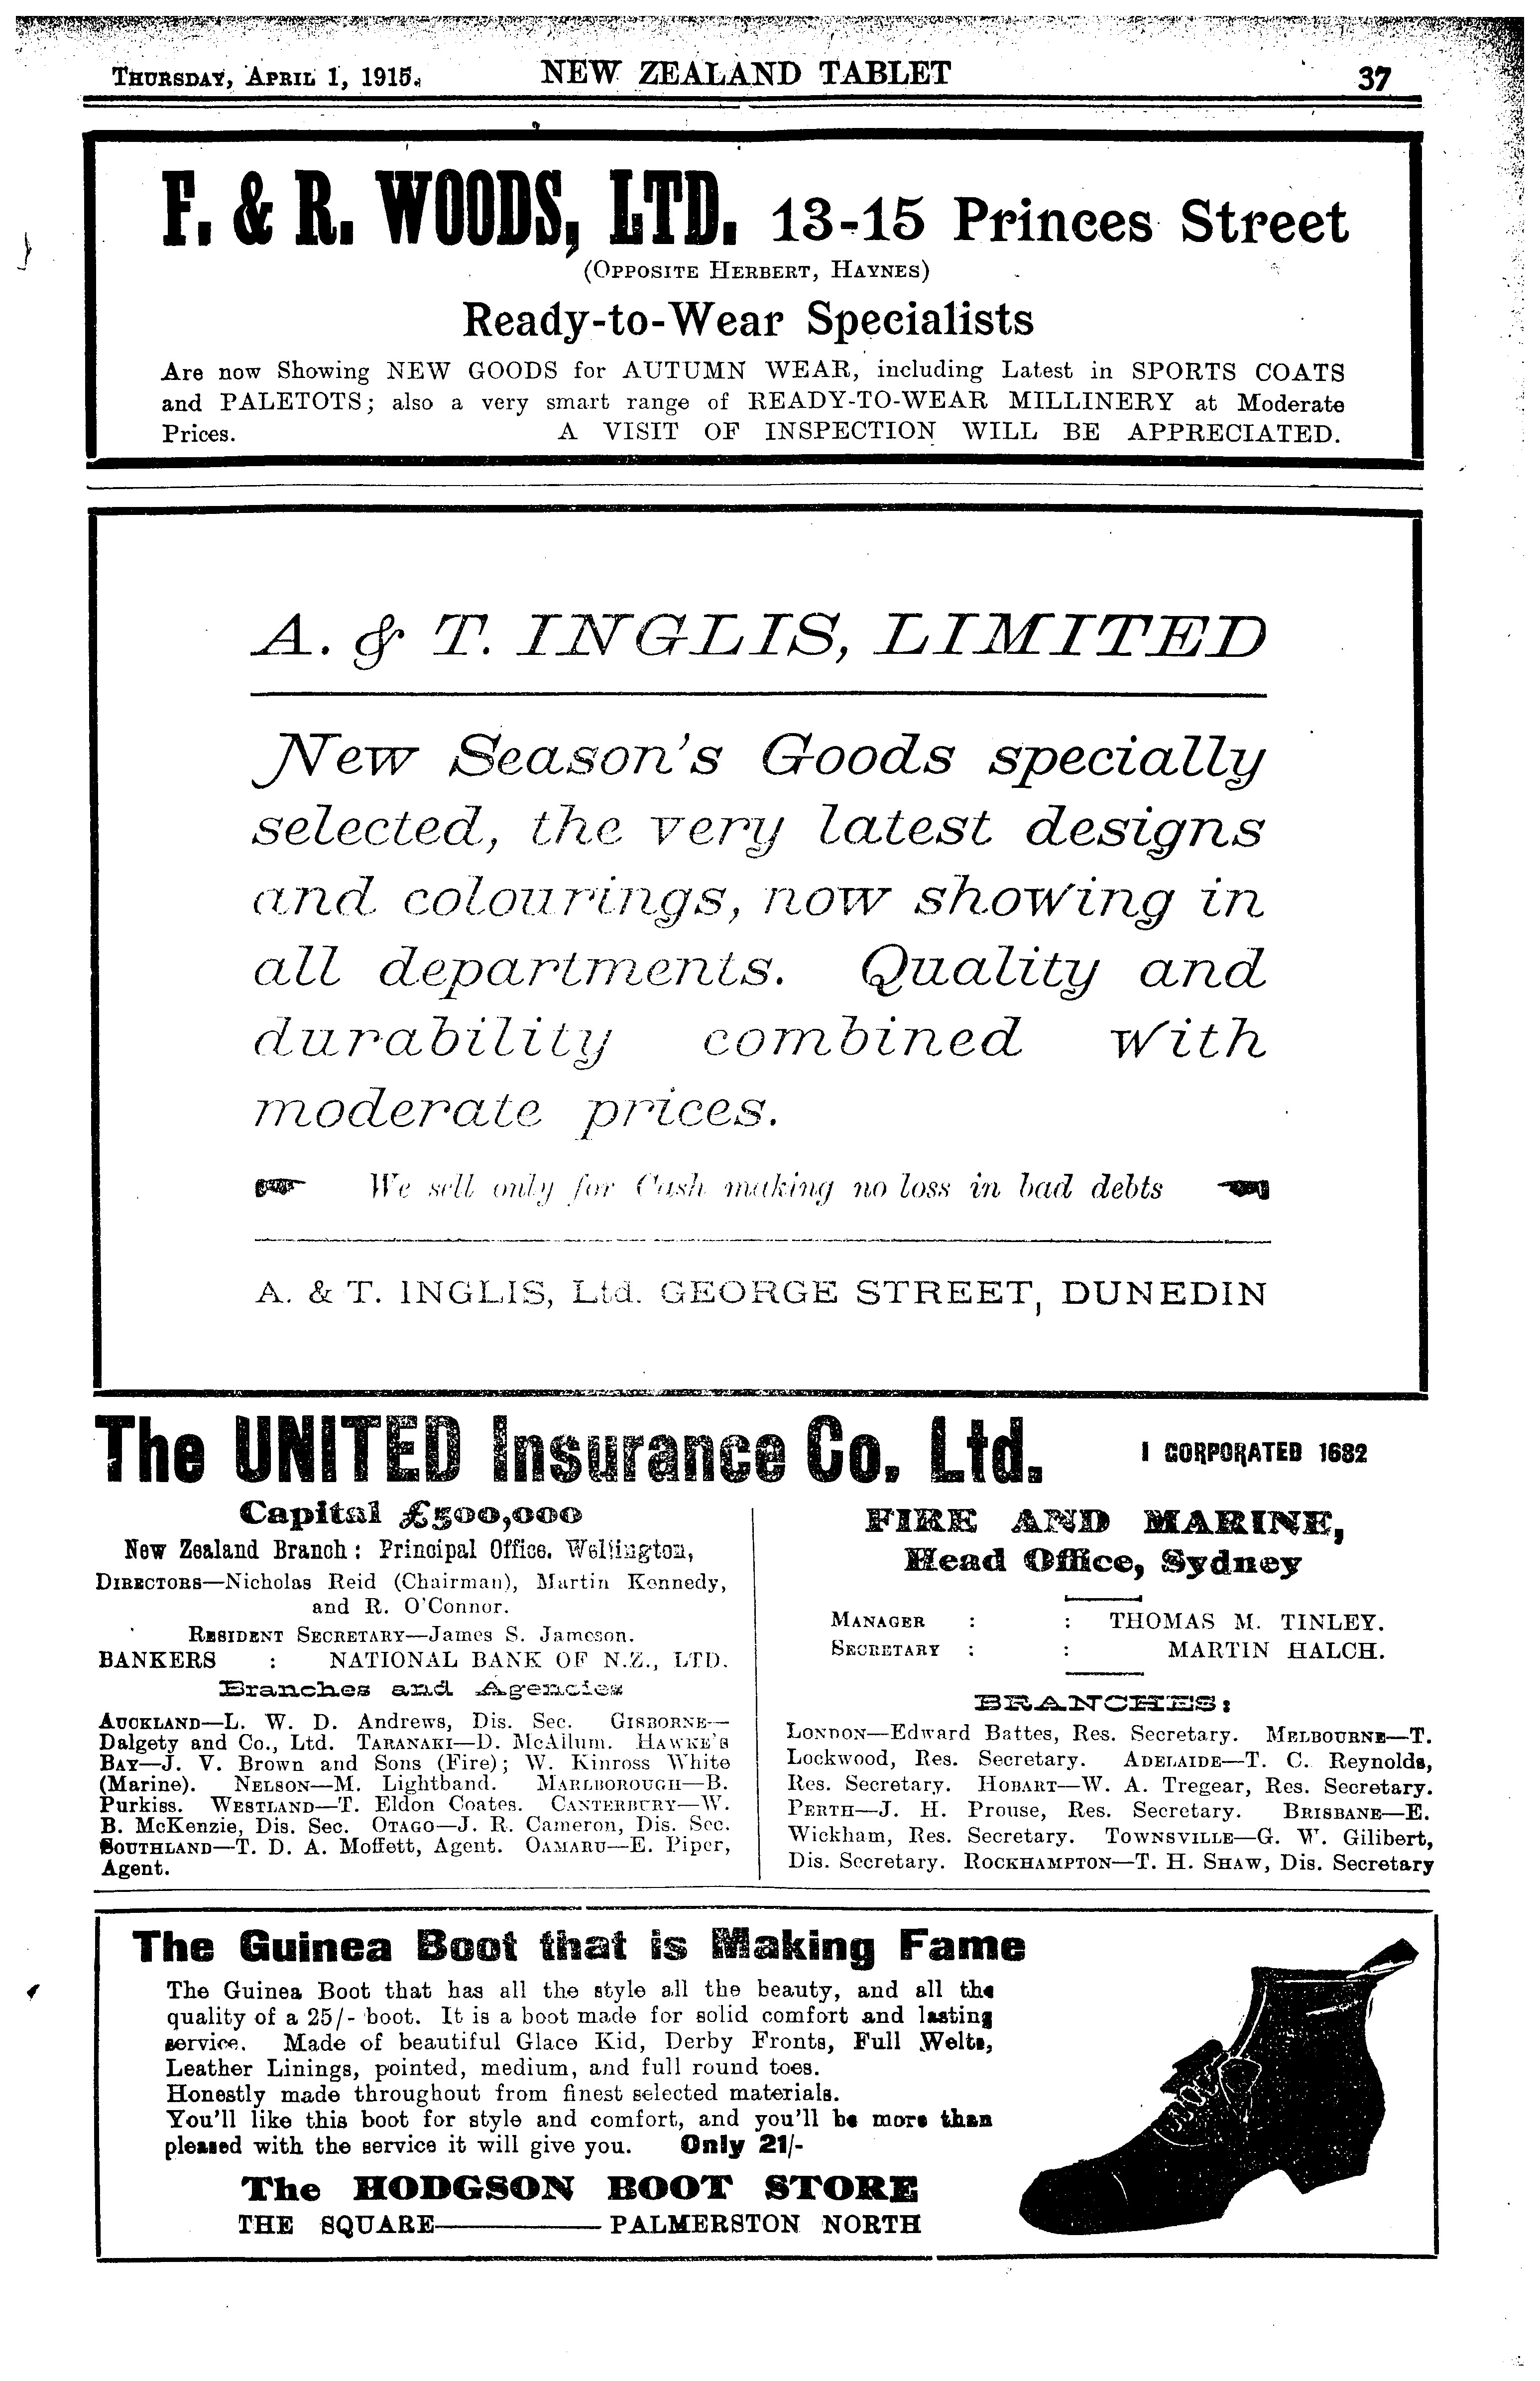 THURSDAY, APRIL 1, 1915. NEW ZEALAND TABLET 37
F. & R. WOODS, LTD. 13-15 Princes Street
(OPPOSITE HERBERT, HAYNES)
Ready-to-Wear Specialists
Are now Showing NEW GOODS for AUTUMN WEAR, including Latest in SPORTS COATS
and PALETOTS; also a very smart range of READY-TO-WEAR MILLINERY at Moderate
Prices. A VISIT OF INSPECTION WILL BE APPRECIATED.
A. & T. INGLIS, LIMITED
New Season's Goods specially
selected, the very latest designs
and colourings, now showing in
all departments. Quality and
durability combined with
moderate prices.
We sell only for Cash making no loss in bad debts
A. & T. INGLIS, Ltd. GEORGE STREET, DUNEDIN
The UNITED Insurance Co. Ltd. I CORPORATED 1682
Capital £500,000
New Zealand Branch: Principal Office. Wellington,
DIRECTORS—Nicholas Reid (Chairman), Martin Kennedy,
and R. O'Connor.
RESIDENT SECRETARY—James S. Jameson.
BANKERS : NATIONAL BANK OF N.Z., LTD.
Branches and Agencies
AUCKLAND—L. W. D. Andrews, Dis. Sec. GISBORNE—
Dalgety and Co., Ltd. TARANAKI—D. McAllum. HAWKE'S
BAY—J. V. Brown and Sons (Fire); W. Kinross White
(Marine). NELSON—M. Lightband. MARLBOROUGH—B.
Purkiss. WESTLAND—T. Eldon Coates. CANTERBURY—W.
B. McKenzie, Dis. Sec. OTAGO—J. R. Cameron, Dis. Sec.
SOUTHLAND—T. D. A. Moffett, Agent. OAMARU—E. Piper,
Agent.
FIRE AND MARINE,
Head Office, Sydney
MANAGER : : THOMAS M. TINLEY.
SECRETARY : : MARTIN HALCH.
BRANCHES:
LONDON—Edward Battes, Res. Secretary. MELBOURNE—T.
Lockwood, Res. Secretary. ADELAIDE—T. C. Reynolds,
Res. Secretary. HOBART—W. A. Tregear, Res. Secretary.
PERTH—J. H. Prouse, Res. Secretary. BRISBANE—E.
Wickham, Res. Secretary. TOWNSVILLE—G. W. Gilibert,
Dis. Secretary. ROCKHAMPTON—T. H. SHAW, Dis. Secretary
The Guinea Boot that is Making Fame
The Guinea Boot that has all the style all the beauty, and all the
quality of a 25/- boot. It is a boot made for solid comfort and lasting
service. Made of beautiful Glace Kid, Derby Fronts, Full Welts,
Leather Linings, pointed, medium, and full round toes.
Honestly made throughout from finest selected materials.
You'll like this boot for style and comfort, and you'll be more than
pleased with the service it will give you. Only 21/-
The HODGSON BOOT STORE
THE SQUARE——PALMERSTON NORTH